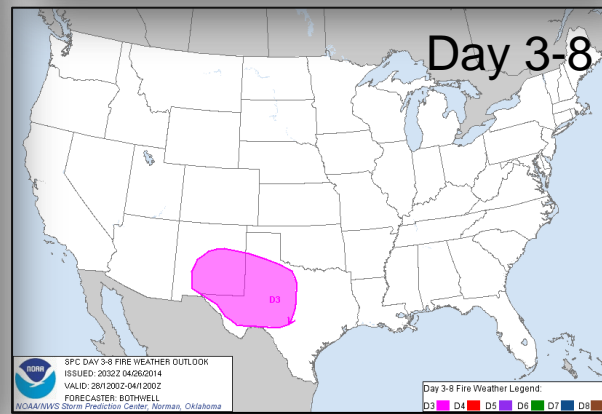 Day 3-8
D3
NOAA
SPC DAY 3-8 FIRE WEATHER OUTLOOK
ISSUED: 2032Z 04/26/2014
VALID: 28/1200Z-04/1200Z
FORECASTER: BOTHWELL
NOAA/NWS Storm Prediction Center, Norman, Oklahoma
Day 3-8 Fire Weather Legend:
D3 D4 D5 D6 D7 D8